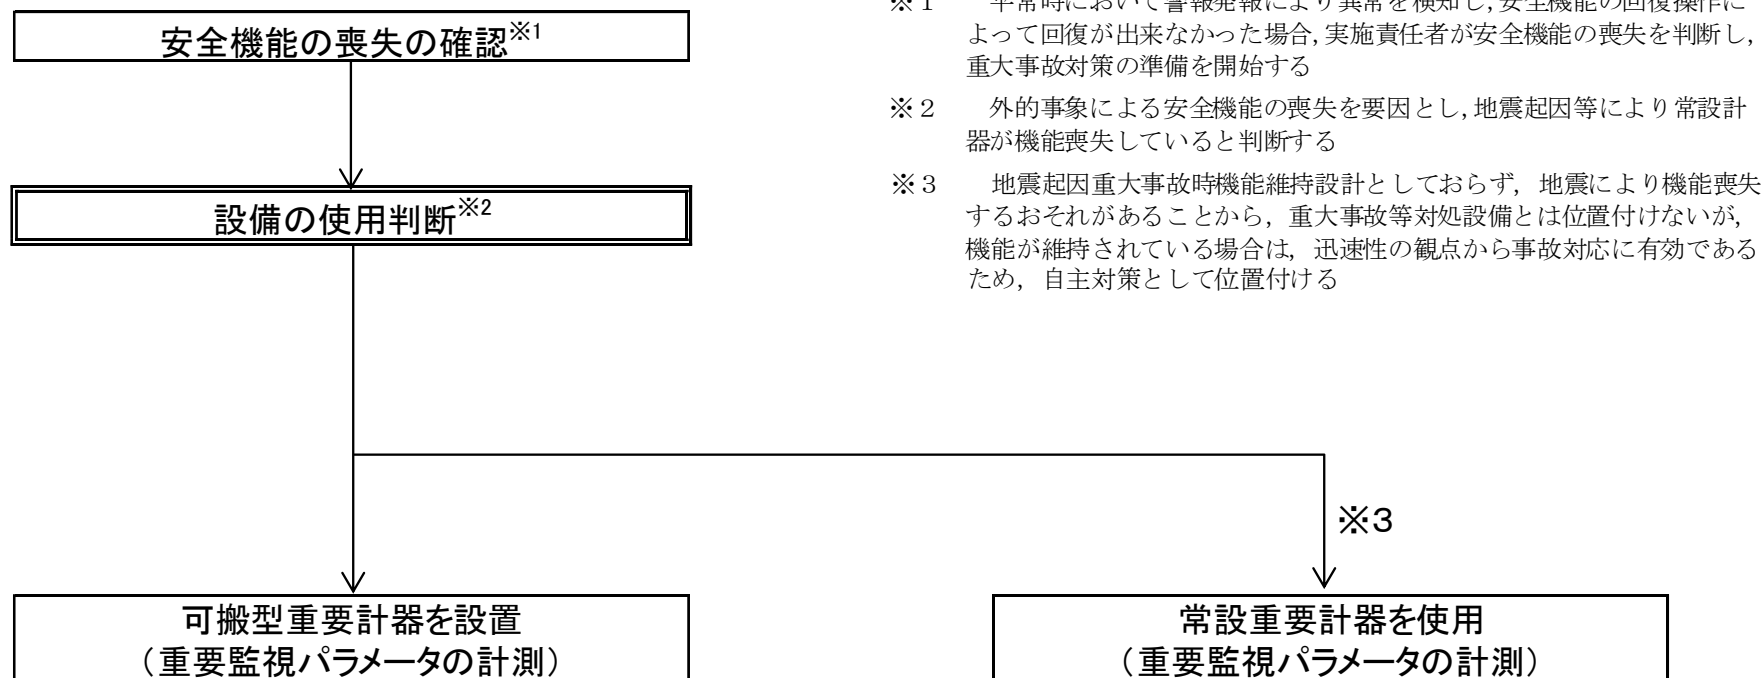 安全機能の喪失の確認※1
設備の使用判断※2
※1　平常時において警報発報により異常を検知し,安全機能の回復操作に
よって回復が出来なかった場合,実施責任者が安全機能の喪失を判断し,
重大事故対策の準備を開始する
※2　外的事象による安全機能の喪失を要因とし,地震起因等により常設計
器が機能喪失していると判断する
※3　地震起因重大事故時機能維持設計としておらず，地震により機能喪失
するおそれがあることから，重大事故等対処設備とは位置付けないが，
機能が維持されている場合は，迅速性の観点から事故対応に有効である
ため，自主対策として位置付ける
※3
可搬型重要計器を設置
（重要監視パラメータの計測）
常設重要計器を使用
（重要監視パラメータの計測）